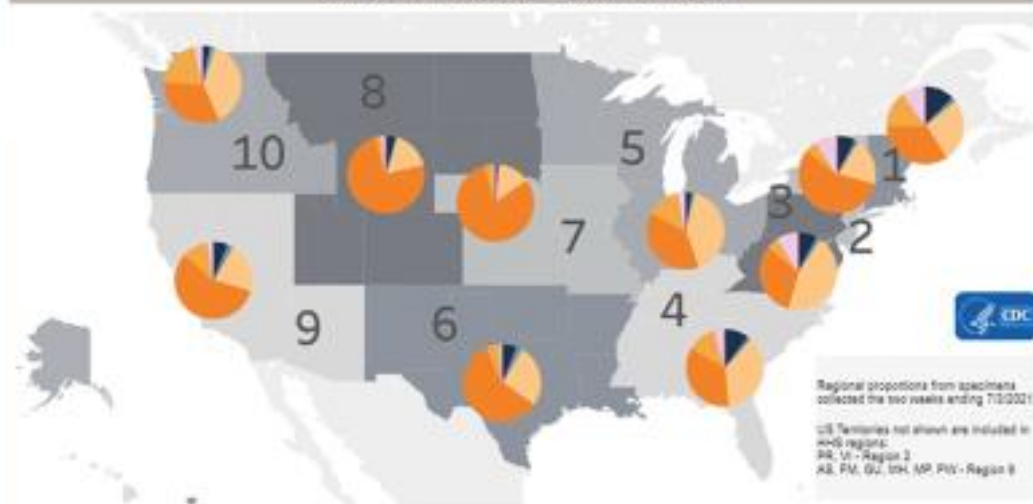 8
5
10
1
3
7
2
4
9
6
CDC
Regional proportions from specimens
collected the two weeks ending 7/3/2021
US Territories not shown are included in
HHS regions:
PR, VI - Region 2
AS, FM, GU, MH, MP, PW - Region 9